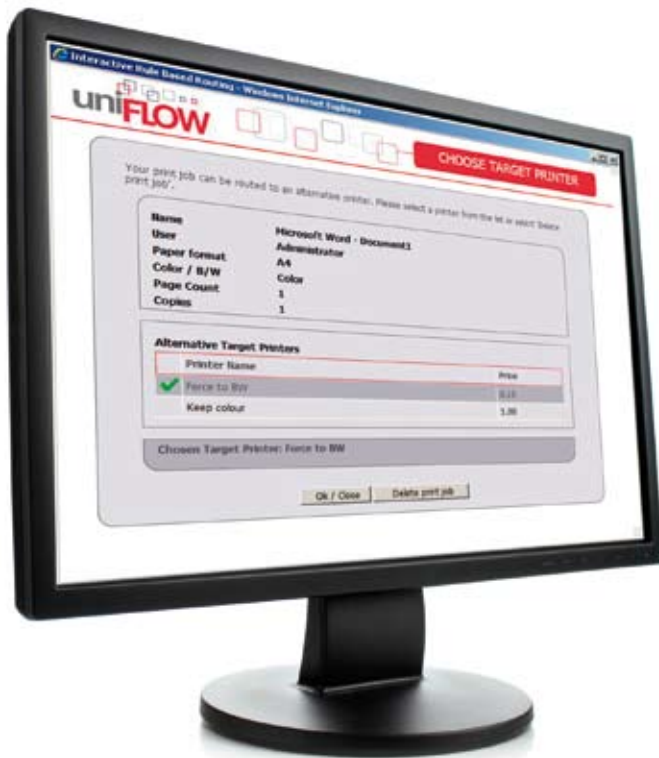 Interactive Rule Based Routing - Windows Internet Explorer
uniFLOW
CHOOSE TARGET PRINTER
Your print job can be routed to an alternative printer. Please select a printer from the list or select 'Delete
print job'.
Name Microsoft Word - Document1
User Administrator
Paper format A4
Color / B/W Color
Page Count 1
Copies 1
Alternative Target Printers
Printer Name Price
Force to BW 0.10
Keep colour 1.00
Chosen Target Printer: Force to BW
Ok / Close Delete print job